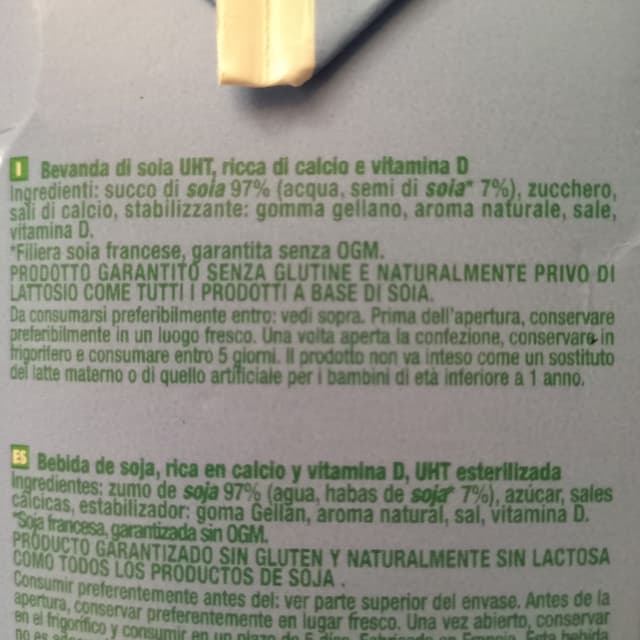 I Bevanda di soia UHT, ricca di calcio e vitamina D
Ingredienti: succo di soia 97% (acqua, semi di soia* 7%), zucchero,
sali di calcio, stabilizzante: gomma gellano, aroma naturale, sale,
vitamina D.
*Filiera soia francese, garantita senza OGM.
PRODOTTO GARANTITO SENZA GLUTINE E NATURALMENTE PRIVO DI
LATTOSIO COME TUTTI I PRODOTTI A BASE DI SOIA.
Da consumarsi preferibilmente entro: vedi sopra. Prima dell'apertura, conservare
preferibilmente in un luogo fresco. Una volta aperta la confezione, conservare in
frigorifero e consumare entro 5 giorni. Il prodotto non va inteso come un sostituto
del latte materno o di quello artificiale per i bambini di età inferiore a 1 anno.
ES Bebida de soja, rica en calcio y vitamina D, UHT esterilizada
Ingredientes: zumo de soja 97% (agua, habas de soja* 7%), azúcar, sales
cálcicas, estabilizador: goma Gellan, aroma natural, sal, vitamina D.
*Soja francesa, garantizada sin OGM.
PRODUCTO GARANTIZADO SIN GLUTEN Y NATURALMENTE SIN LACTOSA
COMO TODOS LOS PRODUCTOS DE SOJA.
Consumir preferentemente antes del: ver parte superior del envase. Antes de la
apertura, conservar preferentemente en lugar fresco. Una vez abierto, conservar
en el frigorífico y consumir en un plazo de 5 días.